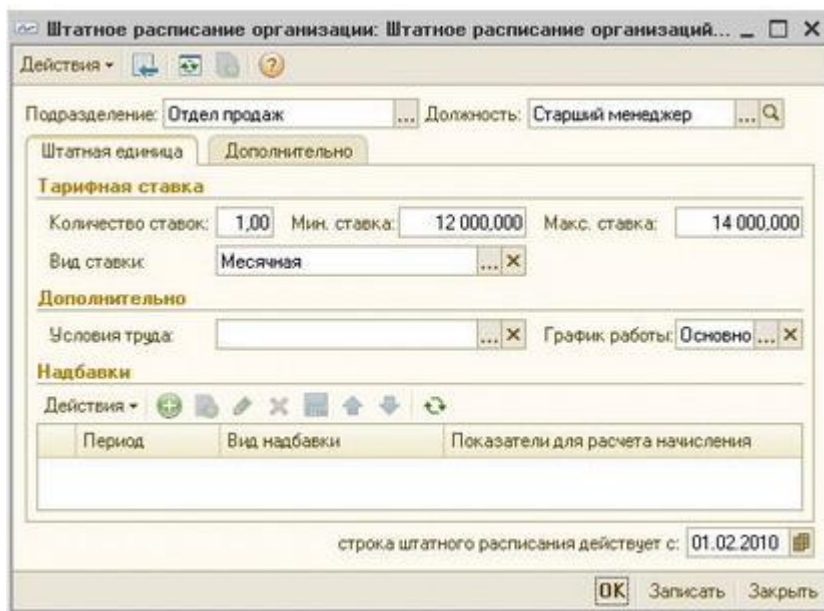 Штатное расписание организации: Штатное расписание организаций...
Действия
Подразделение: Отдел продаж ... Должность: Старший менеджер ...
Штатная единица Дополнительно
Тарифная ставка
Количество ставок: 1,00 Мин. ставка: 12 000,000 Макс. ставка: 14 000,000
Вид ставки: Месячная ...
Дополнительно
Условия труда: ... График работы: Основно ...
Надбавки
Действия
Период Вид надбавки Показатели для расчета начисления
строка штатного расписания действует с: 01.02.2010
OK Записать Закрыть